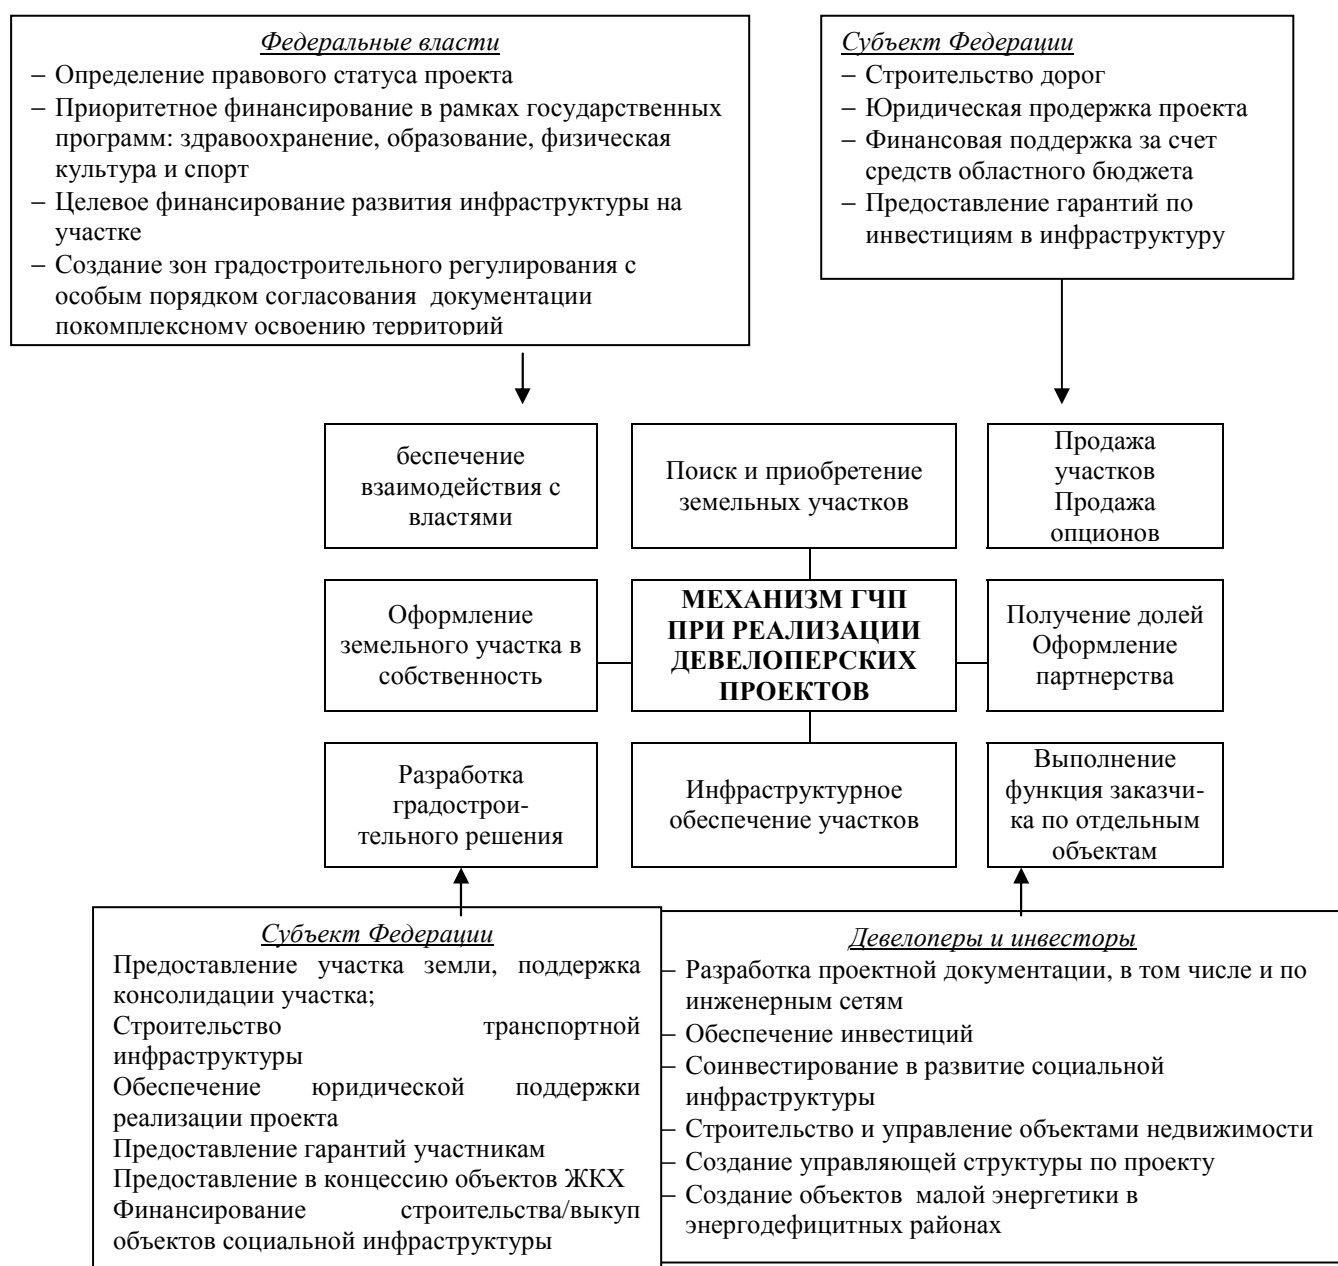 Федеральные власти
– Определение правового статуса проекта
– Приоритетное финансирование в рамках государственных
программ: здравоохранение, образование, физическая
культура и спорт
– Целевое финансирование развития инфраструктуры на
участке
– Создание зон градостроительного регулирования с
особым порядком согласования документации
покомплексному освоению территорий
Субъект Федерации
– Строительство дорог
– Юридическая продержка проекта
– Финансовая поддержка за счет
средств областного бюджета
– Предоставление гарантий по
инвестициям в инфраструктуру
беспечение
взаимодействия с
властями
Поиск и приобретение
земельных участков
Продажа
участков
Продажа
опционов
Оформление
земельного участка в
собственность
МЕХАНИЗМ ГЧП
ПРИ РЕАЛИЗАЦИИ
ДЕВЕЛОПЕРСКИХ
ПРОЕКТОВ
Получение долей
Оформление
партнерства
Разработка
градострои-
тельного решения
Инфраструктурное
обеспечение участков
Выполнение
функция заказчи-
ка по отдельным
объектам
Субъект Федерации
Предоставление участка земли, поддержка
консолидации участка;
Строительство транспортной
инфраструктуры
Обеспечение юридической поддержки
реализации проекта
Предоставление гарантий участникам
Предоставление в концессию объектов ЖКХ
Финансирование строительства/выкуп
объектов социальной инфраструктуры
Девелоперы и инвесторы
– Разработка проектной документации, в том числе и по
инженерным сетям
– Обеспечение инвестиций
– Соинвестирование в развитие социальной
инфраструктуры
– Строительство и управление объектами недвижимости
– Создание управляющей структуры по проекту
– Создание объектов малой энергетики в
энергодефицитных районах